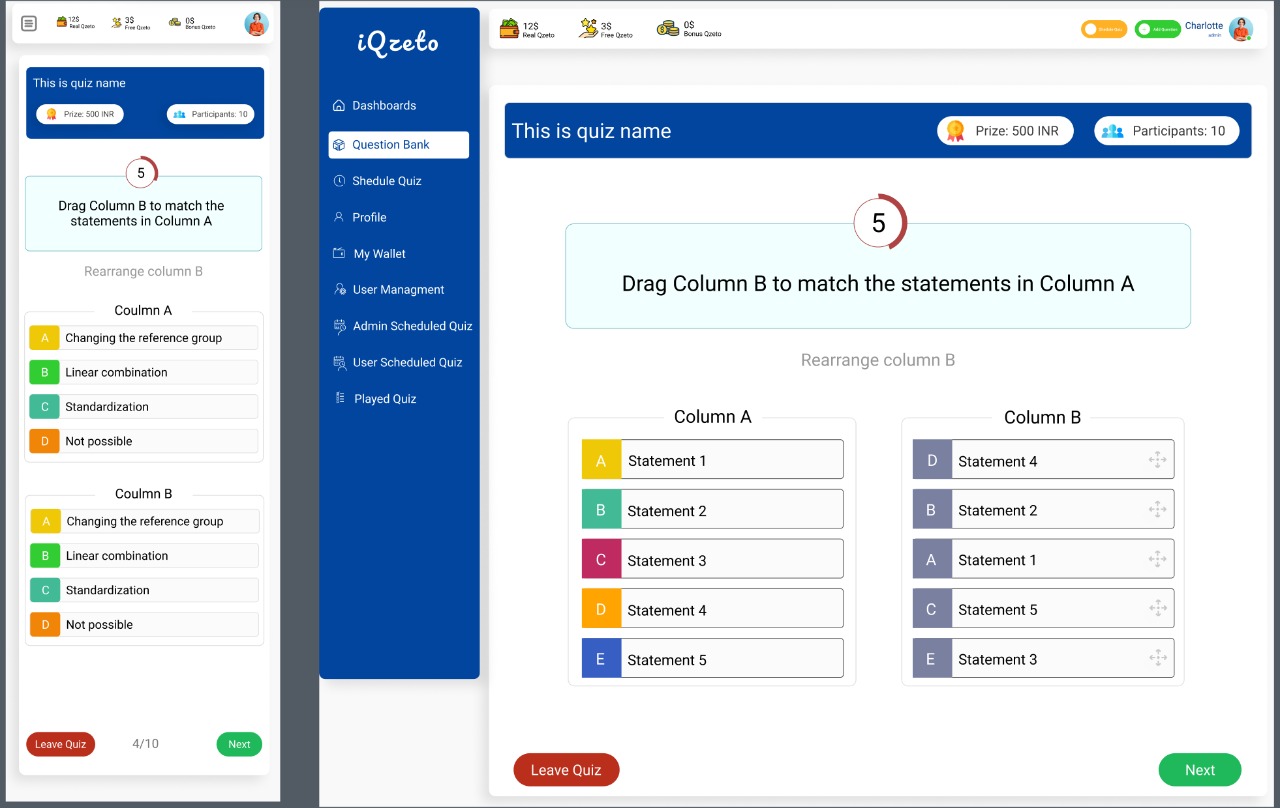 12$
Real Qzeto
3$
Free Qzeto
0$
Bonus Qzeto
This is quiz name
Prize: 500 INR
Participants: 10
5
Drag Column B to match the
statements in Column A
Rearrange column B
Coulmn A
A Changing the reference group
B Linear combination
C Standardization
D Not possible
Coulmn B
A Changing the reference group
B Linear combination
C Standardization
D Not possible
Leave Quiz
4/10
Next
iQzeto
Dashboards
Question Bank
Shedule Quiz
Profile
My Wallet
User Managment
Admin Scheduled Quiz
User Scheduled Quiz
Played Quiz
12$
Real Qzeto
3$
Free Qzeto
0$
Bonus Qzeto
Add Question
Charlotte
admin
This is quiz name
Prize: 500 INR
Participants: 10
5
Drag Column B to match the statements in Column A
Rearrange column B
Column A
A Statement 1
B Statement 2
C Statement 3
D Statement 4
E Statement 5
Column B
D Statement 4
B Statement 2
A Statement 1
C Statement 5
E Statement 3
Leave Quiz
Next